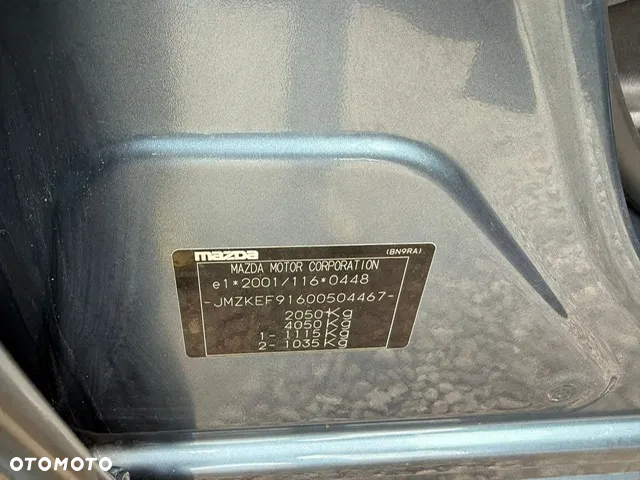 mazda (BN9RA)
MAZDA MOTOR CORPORATION
e1*2001/116*0448
-JMZKEF91600504467-
2050 Kg
4050 Kg
1- 1115 Kg
2- 1035 Kg
OTOMOTO